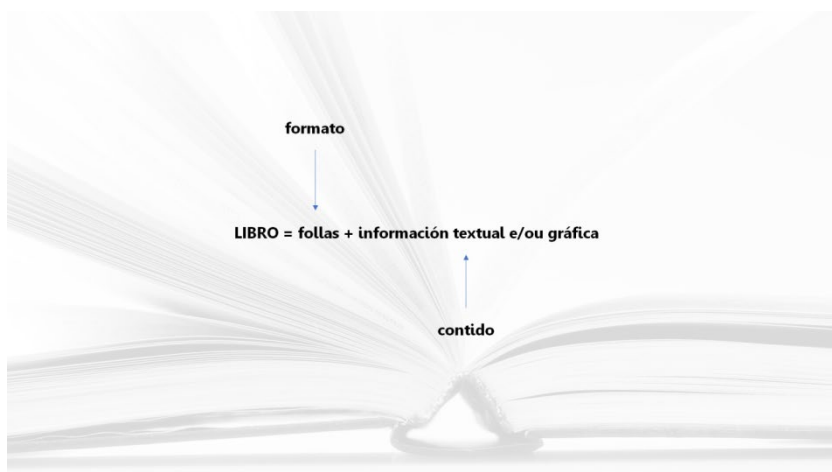 formato
LIBRO = follas + información textual e/ou gráfica
contido